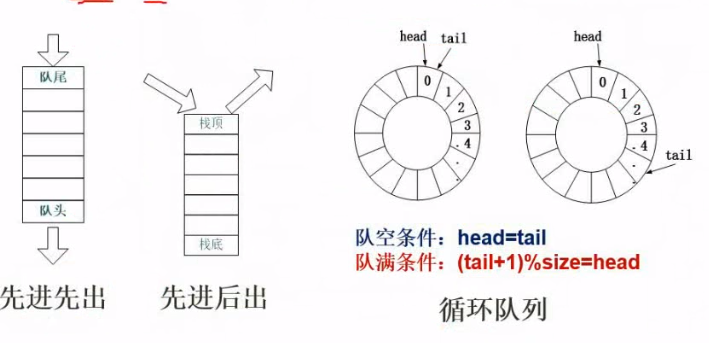 队尾
队头
先进先出
栈顶
栈底
先进后出
head tail
0
1
2
3
.4
.
.
head
0
1
2
3
.4
.
.
tail
队空条件：head=tail
队满条件：(tail+1)%size=head
循环队列